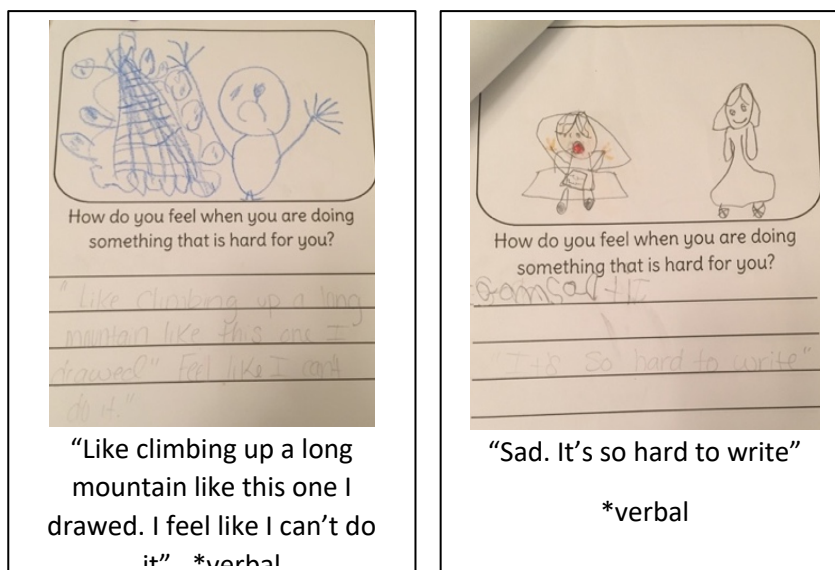 How do you feel when you are doing
something that is hard for you?
"Like climbing up a long
mountain like this one I
drawed" Feel like I can't
do it."
“Like climbing up a long
mountain like this one I
drawed. I feel like I can’t do
it” *verbal
How do you feel when you are doing
something that is hard for you?
"It's so hard to write"
“Sad. It’s so hard to write”
*verbal